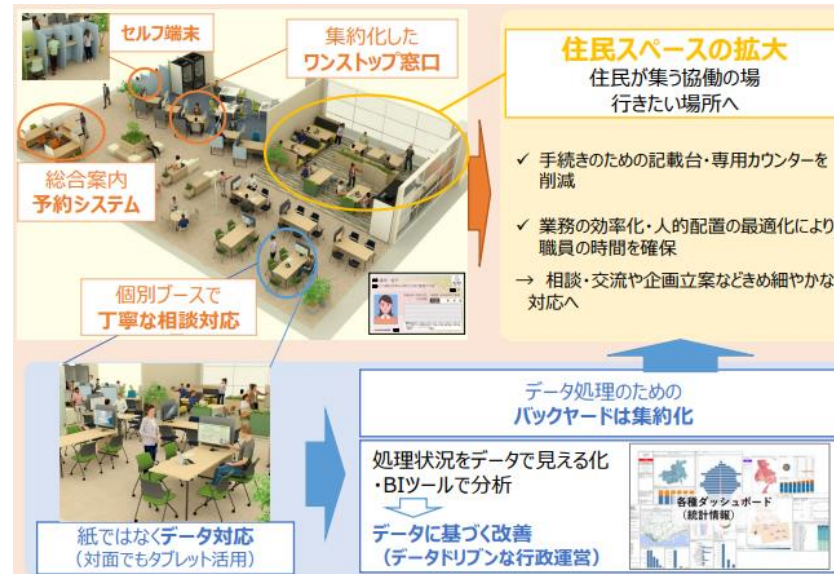 セルフ端末
集約化した
ワンストップ窓口
総合案内
予約システム
個別ブースで
丁寧な相談対応
住民スペースの拡大
住民が集う協働の場
行きたい場所へ
✓ 手続きのための記載台・専用カウンターを
削減
✓ 業務の効率化・人的配置の最適化により
職員の時間を確保
→ 相談・交流や企画立案などきめ細やかな
対応へ
紙ではなくデータ対応
（対面でもタブレット活用）
データ処理のための
バックヤードは集約化
処理状況をデータで見える化
・BIツールで分析
データに基づく改善
（データドリブンな行政運営）
各種ダッシュボード
（統計情報）